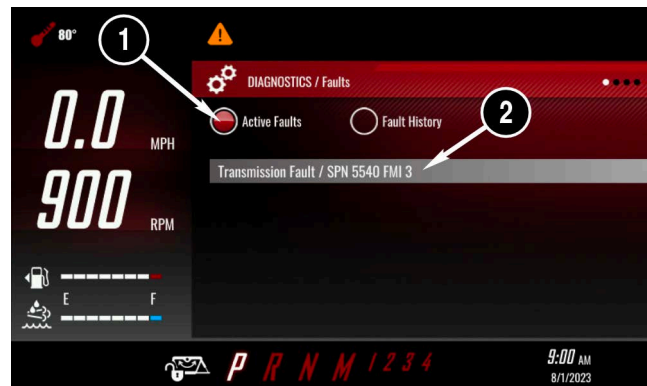 80°
1
DIAGNOSTICS / Faults
Active Faults
Fault History
2
0.0 MPH
Transmission Fault / SPN 5540 FMI 3
900 RPM
E F
P R N M 1 2 3 4
9:00 AM
8/1/2023